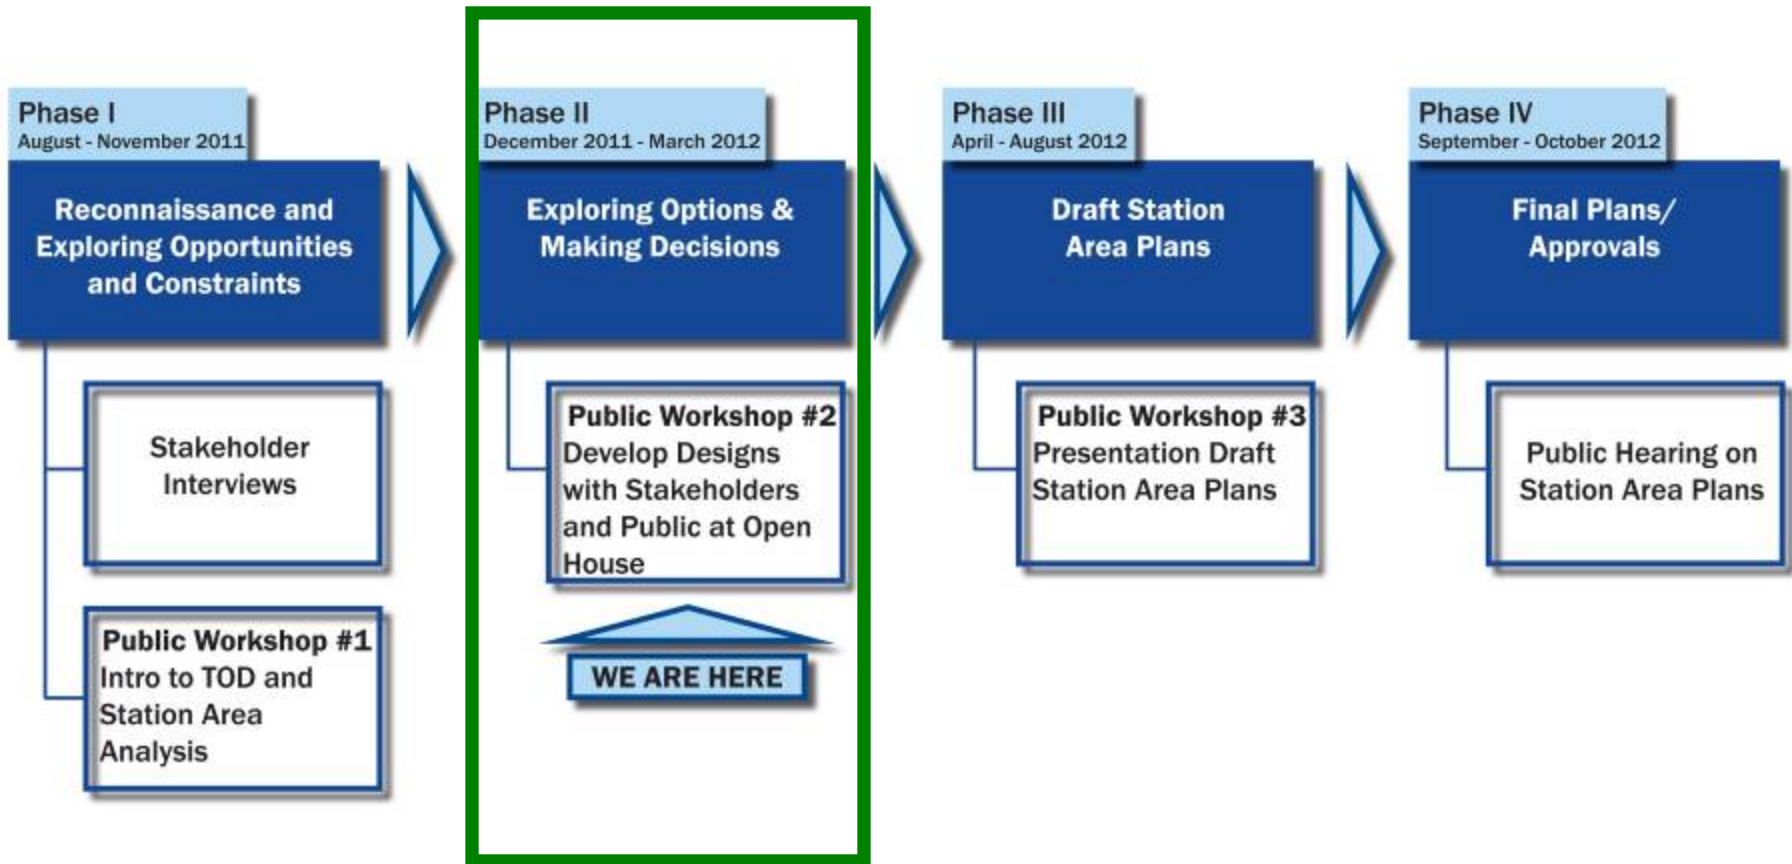 Phase I
August - November 2011
Reconnaissance and
Exploring Opportunities
and Constraints
Stakeholder
Interviews
Public Workshop #1
Intro to TOD and
Station Area
Analysis
Phase II
December 2011 - March 2012
Exploring Options &
Making Decisions
Public Workshop #2
Develop Designs
with Stakeholders
and Public at Open
House
WE ARE HERE
Phase III
April - August 2012
Draft Station
Area Plans
Public Workshop #3
Presentation Draft
Station Area Plans
Phase IV
September - October 2012
Final Plans/
Approvals
Public Hearing on
Station Area Plans